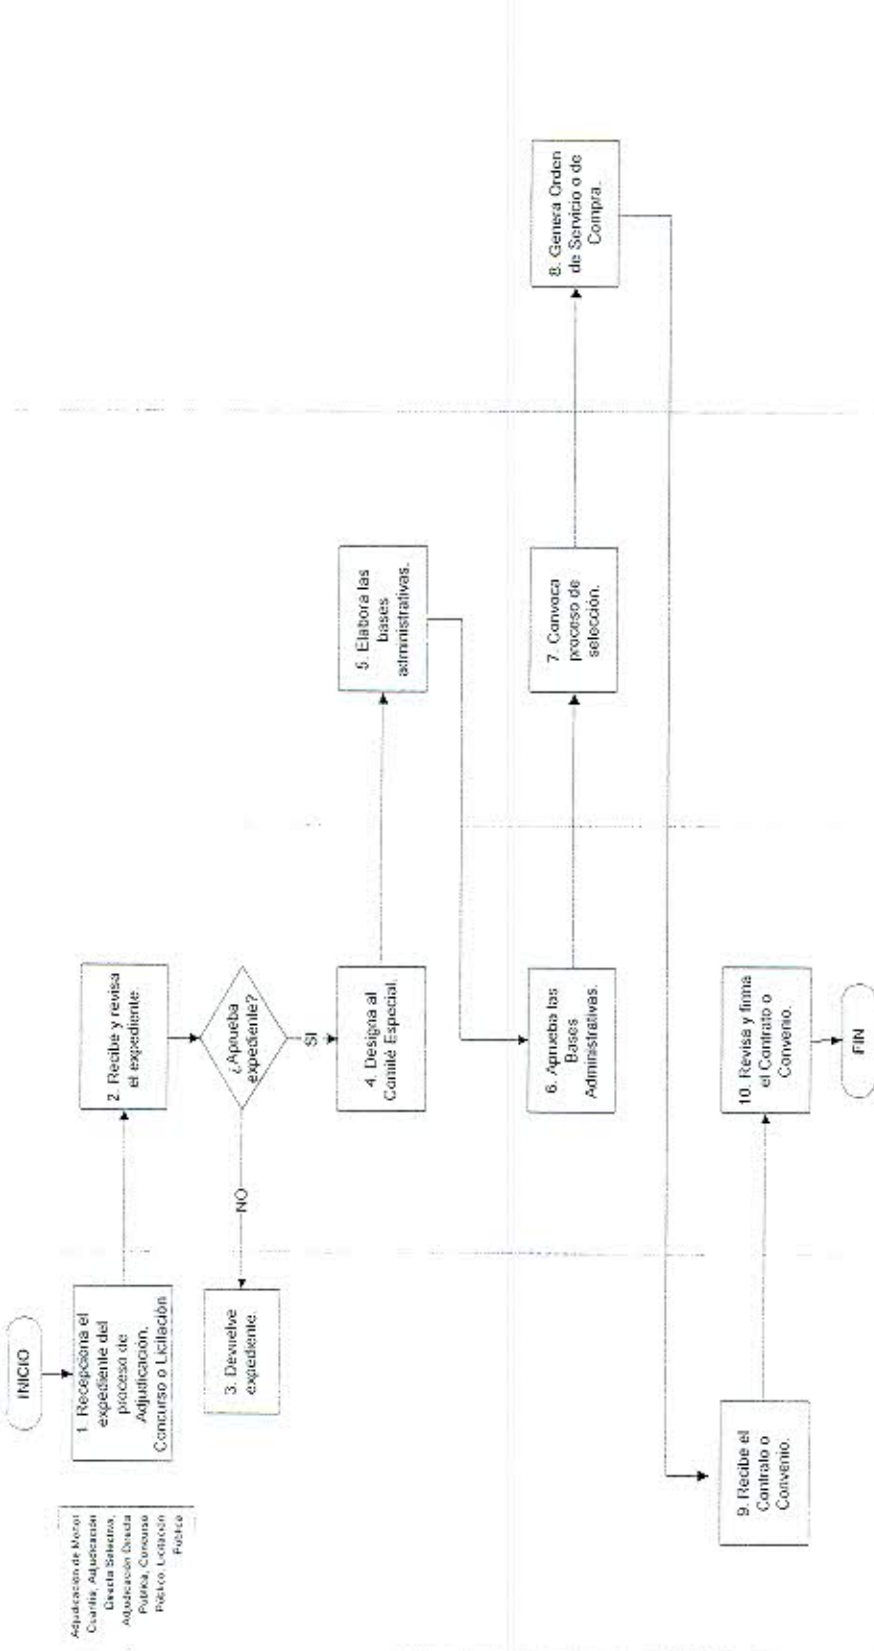 INICIO
Adjudicación de Menor
Cuantía, Adjudicación
Directa Selectiva,
Adjudicación Directa
Publica, Concurso
Público, Licitación
Público
1. Recepciona el
expediente del
proceso de
Adjudicación,
Concurso o Licitación
2. Recibe y revisa
el expediente.
¿Aprueba
expediente?
NO
3. Devuelve
expediente.
SI
4. Designa al
Comité Especial.
5. Elabora las
bases
administrativas.
6. Aprueba las
Bases
Administrativas.
7. Convoca
proceso de
selección.
8. Genera Orden
de Servicio o de
Compra.
9. Recibe el
Contrato o
Convenio.
10. Revisa y firma
el Contrato o
Convenio.
FIN